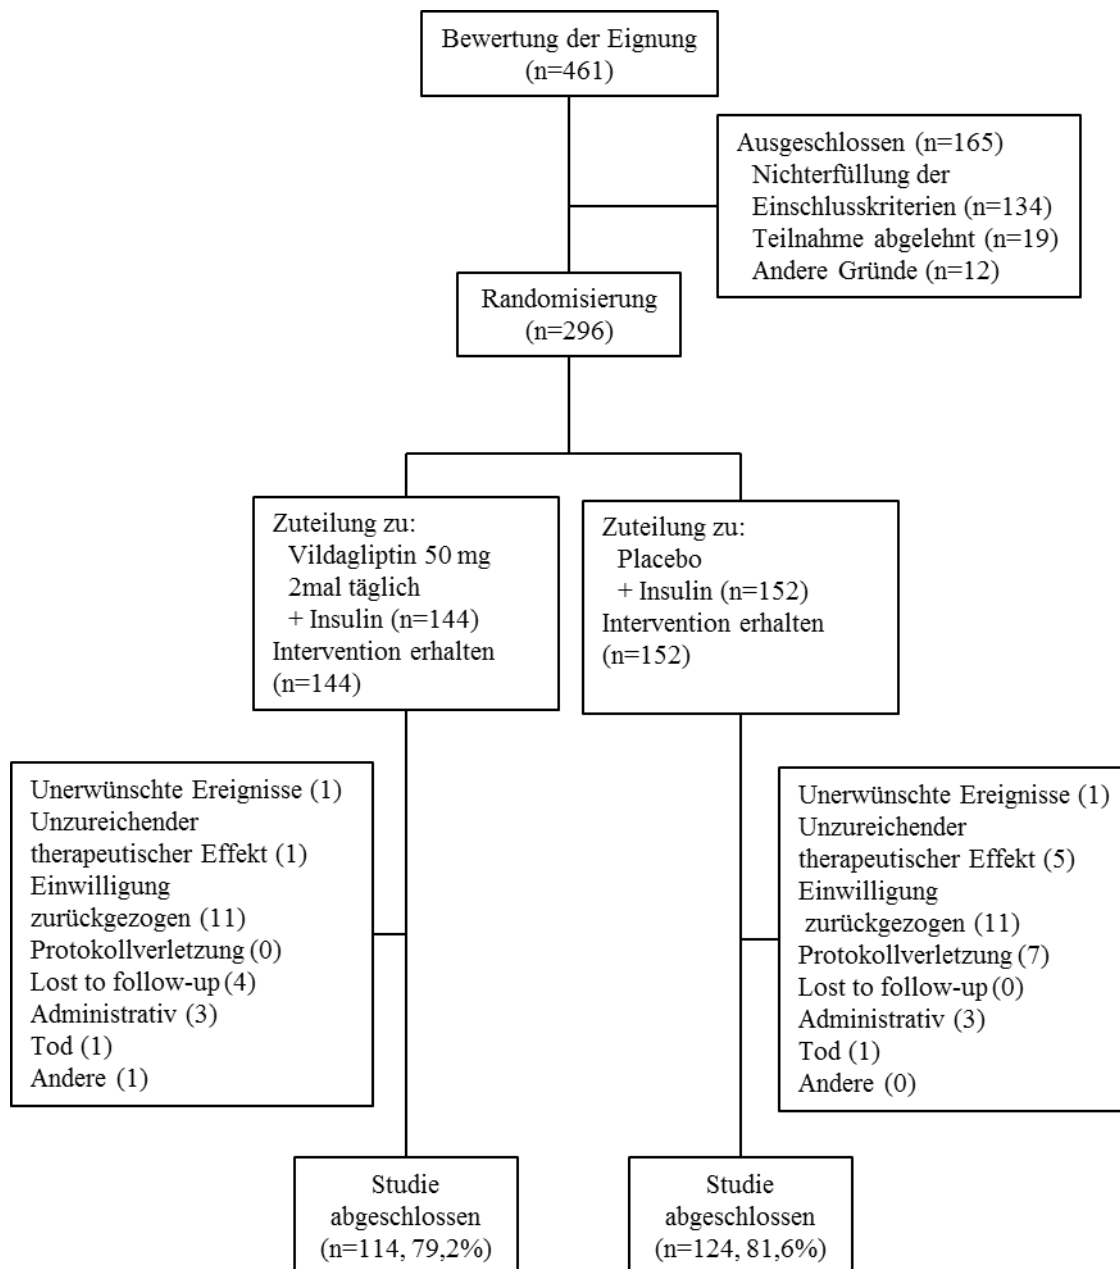 Bewertung der Eignung
(n=461)
Ausgeschlossen (n=165)
Nichterfüllung der
Einschlusskriterien (n=134)
Teilnahme abgelehnt (n=19)
Andere Gründe (n=12)
Randomisierung
(n=296)
Zuteilung zu:
Vildagliptin 50 mg
2mal täglich
+ Insulin (n=144)
Intervention erhalten
(n=144)
Zuteilung zu:
Placebo
+ Insulin (n=152)
Intervention erhalten
(n=152)
Unerwünschte Ereignisse (1)
Unzureichender
therapeutischer Effekt (1)
Einwilligung
zurückgezogen (11)
Protokollverletzung (0)
Lost to follow-up (4)
Administrativ (3)
Tod (1)
Andere (1)
Unerwünschte Ereignisse (1)
Unzureichender
therapeutischer Effekt (5)
Einwilligung
zurückgezogen (11)
Protokollverletzung (7)
Lost to follow-up (0)
Administrativ (3)
Tod (1)
Andere (0)
Studie
abgeschlossen
(n=114, 79,2%)
Studie
abgeschlossen
(n=124, 81,6%)